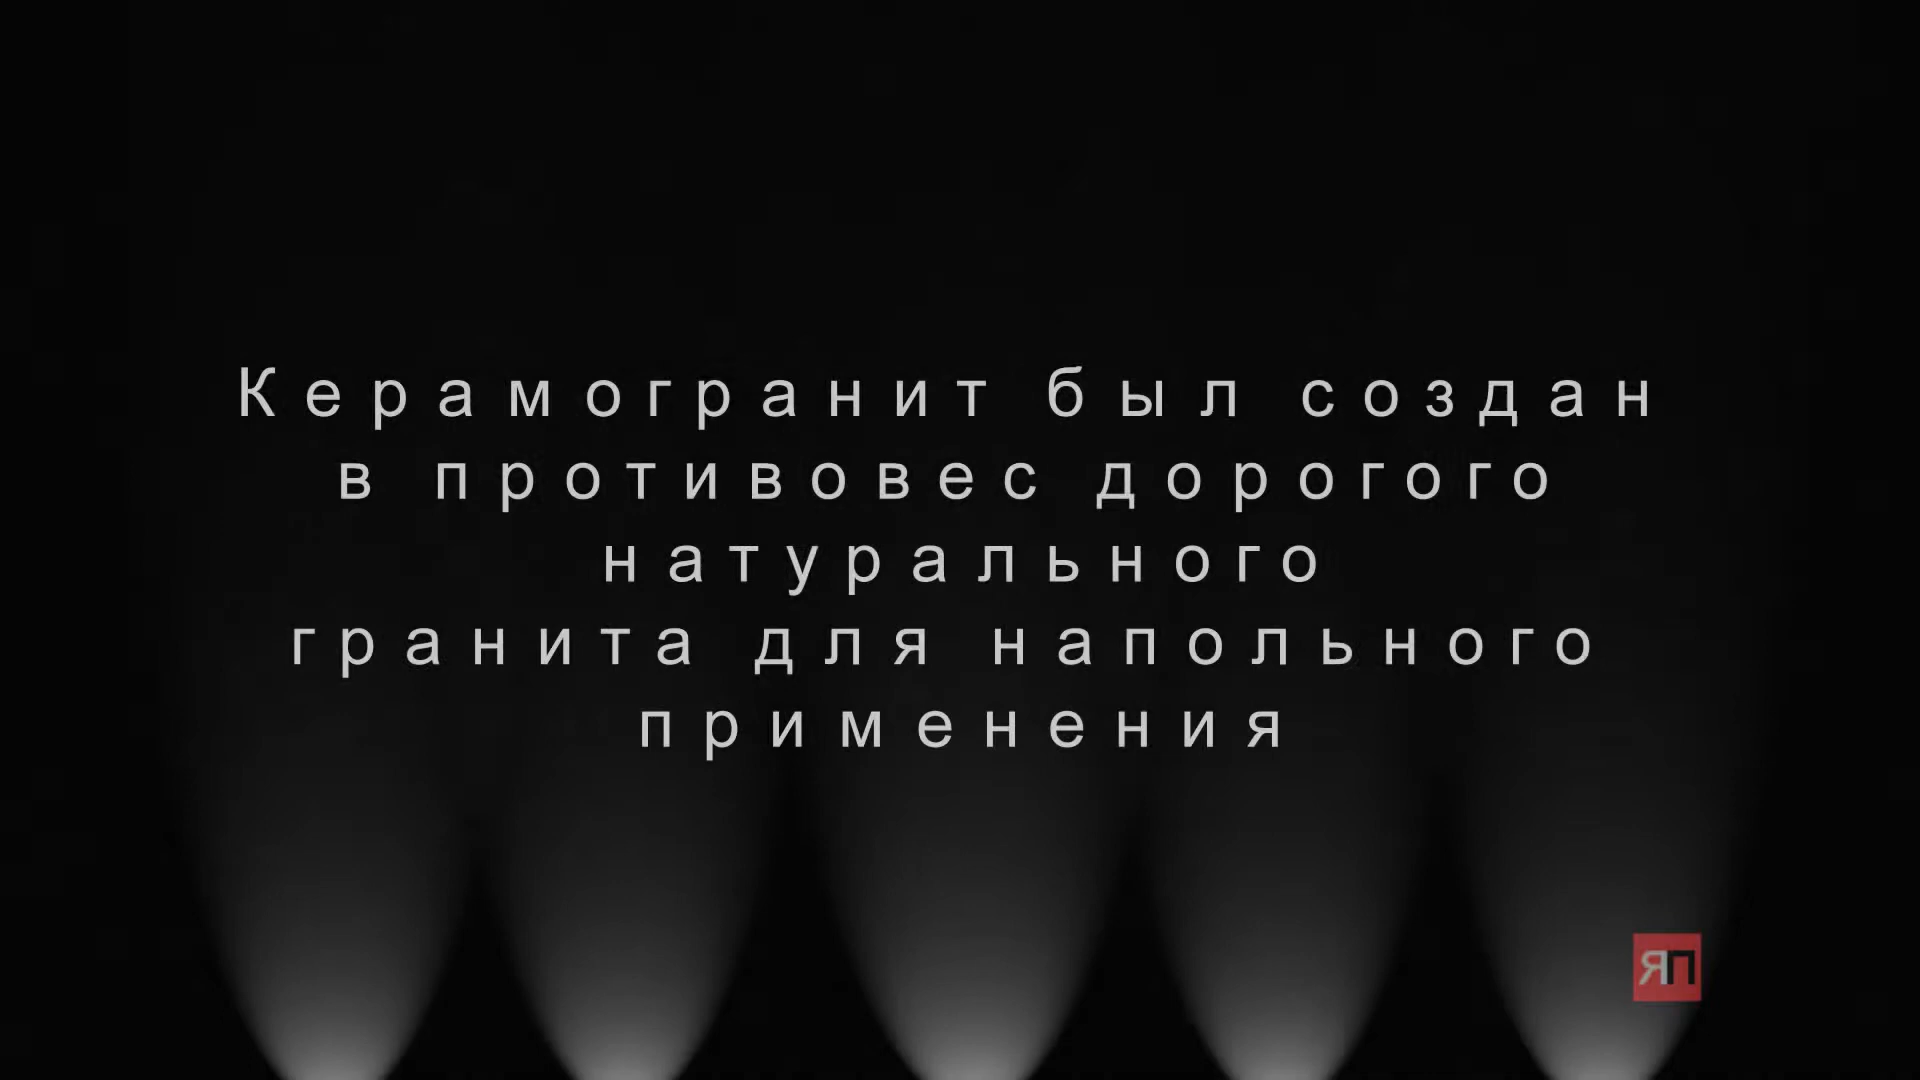 Керамогранит был создан
в противовес дорогого
натурального
гранита для напольного
применения
ЯП